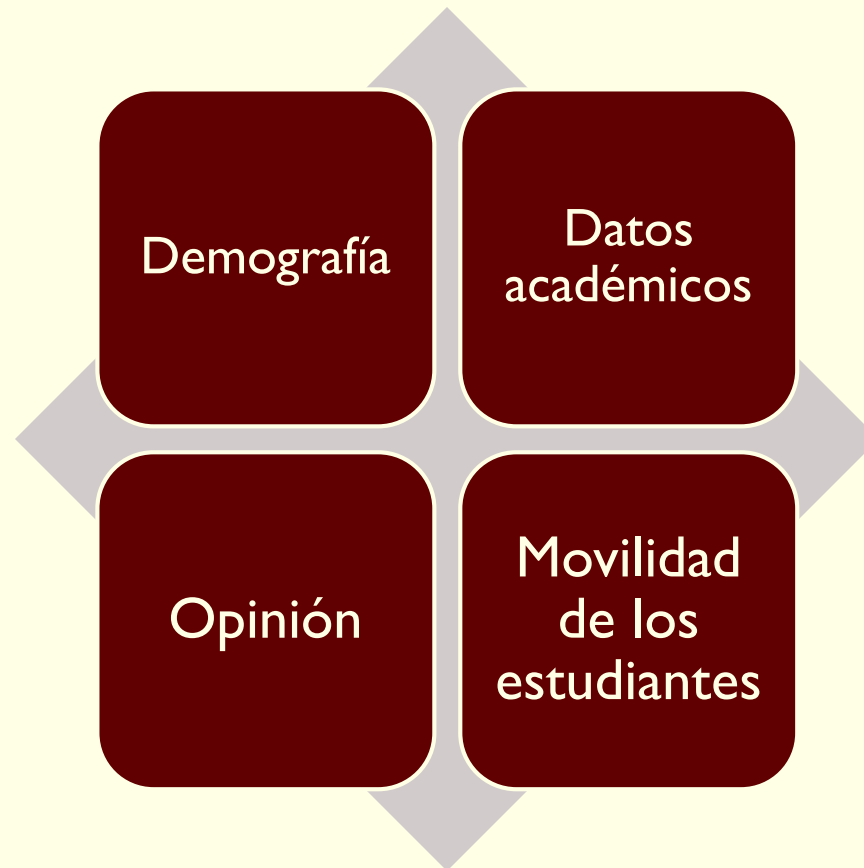 Demografía
Datos
académicos
Opinión
Movilidad
de los
estudiantes